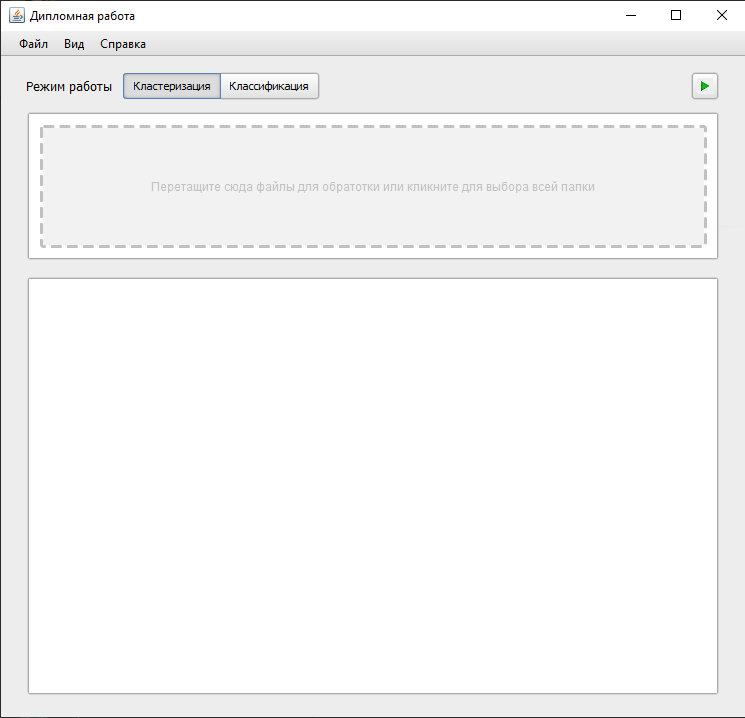 Дипломная работа
Файл Вид Справка
Режим работы Кластеризация Классификация
Перетащите сюда файлы для обратотки или кликните для выбора всей папки